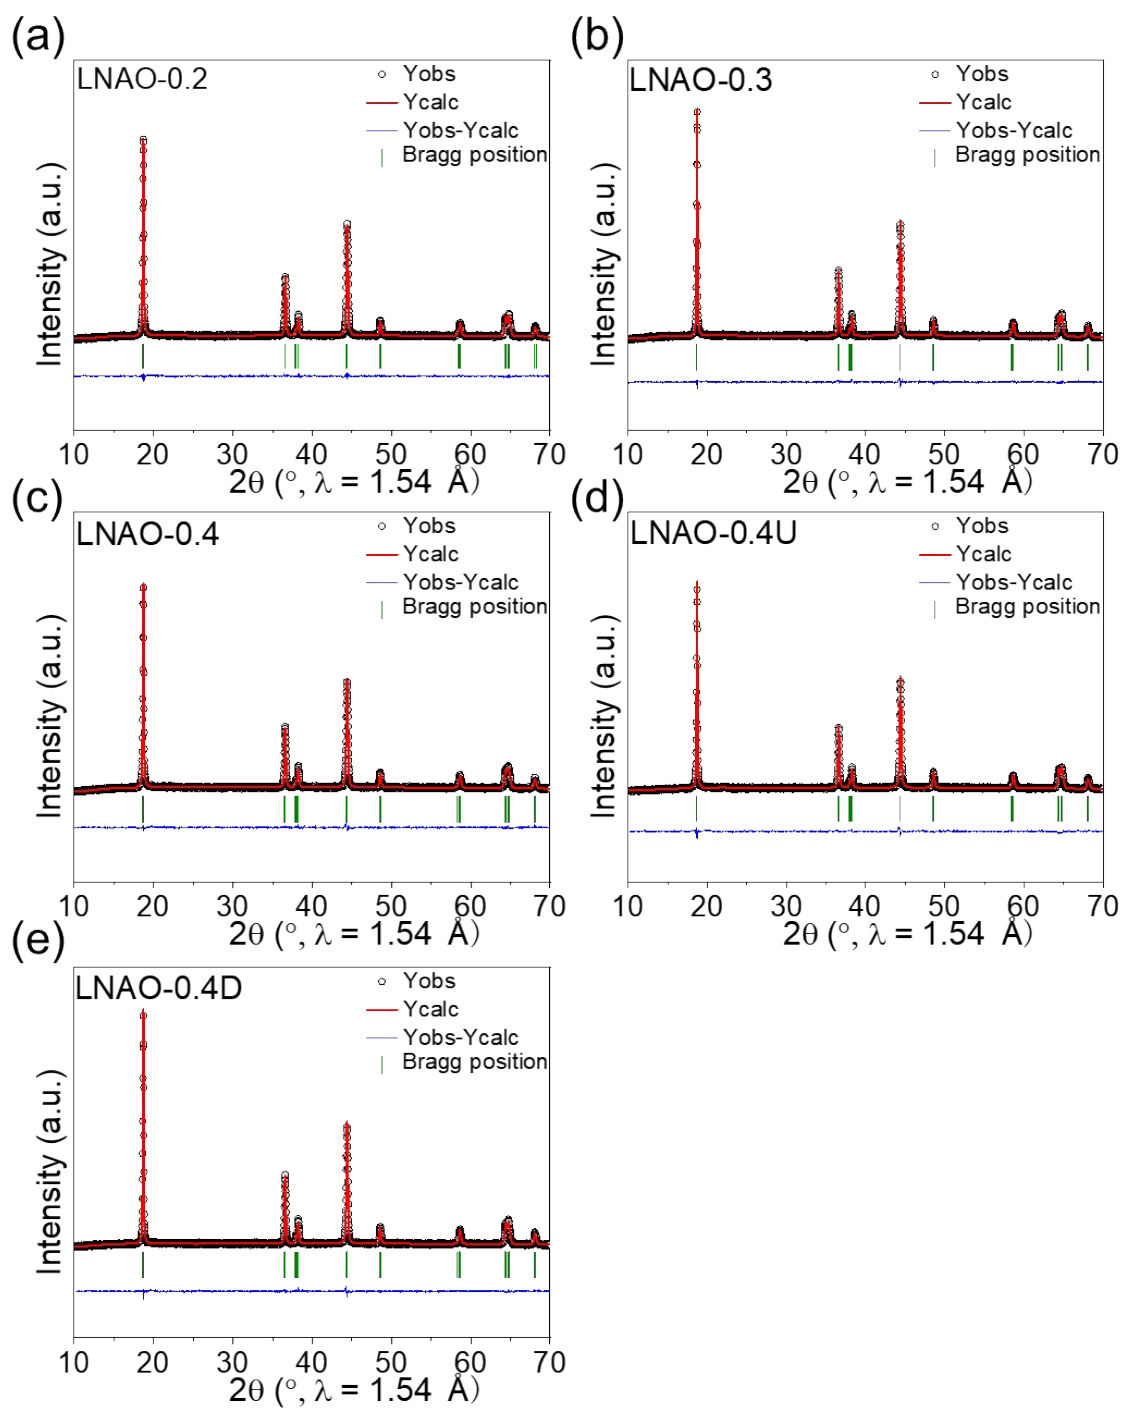 (a)
LNAO-0.2
Yobs
Ycalc
Yobs-Ycalc
Bragg position
Intensity (a.u.)
10 20 30 40 50 60 70
2θ (°, λ = 1.54 Å)
(b)
LNAO-0.3
Yobs
Ycalc
Yobs-Ycalc
Bragg position
Intensity (a.u.)
10 20 30 40 50 60 70
2θ (°, λ = 1.54 Å)
(c)
LNAO-0.4
Yobs
Ycalc
Yobs-Ycalc
Bragg position
Intensity (a.u.)
10 20 30 40 50 60 70
2θ (°, λ = 1.54 Å)
(d)
LNAO-0.4U
Yobs
Ycalc
Yobs-Ycalc
Bragg position
Intensity (a.u.)
10 20 30 40 50 60 70
2θ (°, λ = 1.54 Å)
(e)
LNAO-0.4D
Yobs
Ycalc
Yobs-Ycalc
Bragg position
Intensity (a.u.)
10 20 30 40 50 60 70
2θ (°, λ = 1.54 Å)